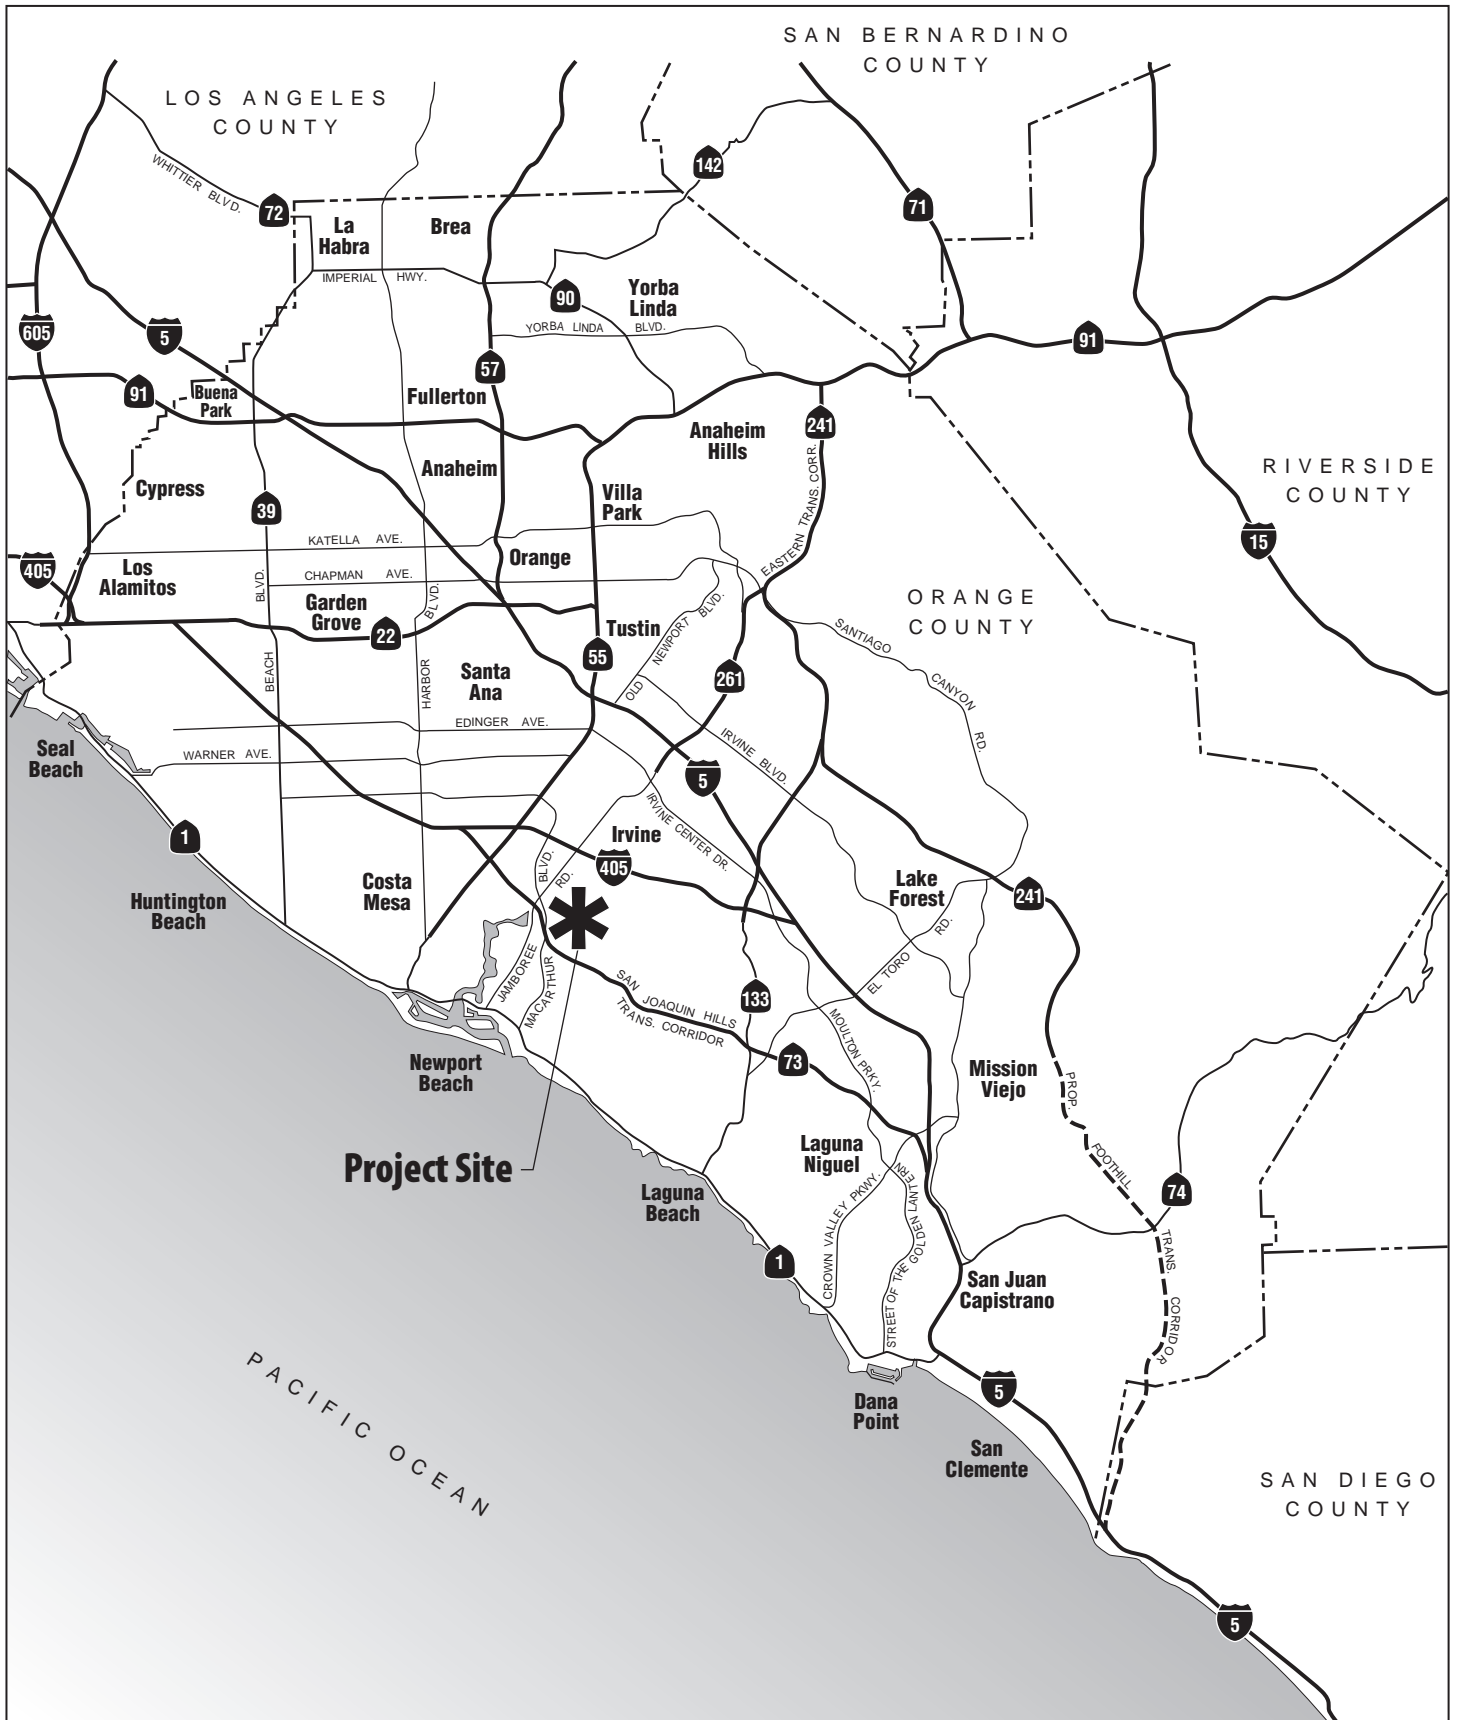 SAN BERNARDINO
COUNTY
LOS ANGELES
COUNTY
142
WHITTIER BLVD.
72
71
La
Habra
Brea
IMPERIAL HWY.
90
Yorba
Linda
YORBA LINDA BLVD.
605
5
91
57
91
Buena
Park
Fullerton
241
Anaheim
Hills
Anaheim
RIVERSIDE
COUNTY
Cypress
39
Villa
Park
EASTERN TRANS. CORR.
KATELLA AVE.
15
405
Los
Alamitos
Orange
CHAPMAN AVE.
BLVD.
BLVD.
Garden
Grove
22
ORANGE
COUNTY
Tustin
OLD NEWPORT BLVD.
SANTIAGO CANYON RD.
55
261
BEACH
HARBOR
Santa
Ana
EDINGER AVE.
WARNER AVE.
IRVINE BLVD.
Seal
Beach
5
1
IRVINE CENTER DR.
Irvine
405
BLVD.
RD.
Costa
Mesa
Lake
Forest
241
Huntington
Beach
EL TORO RD.
JAMBOREE
MACARTHUR
SAN JOAQUIN HILLS
TRANS. CORRIDOR
133
MOULTON PRKY.
73
Newport
Beach
Mission
Viejo
PROP. FOOTHILL TRANS. CORRIDOR
Laguna
Niguel
Project Site
74
Laguna
Beach
CROWN VALLEY PKWY.
STREET OF THE GOLDEN LANTERN
1
San Juan
Capistrano
PACIFIC OCEAN
5
Dana
Point
San
Clemente
SAN DIEGO
COUNTY
5